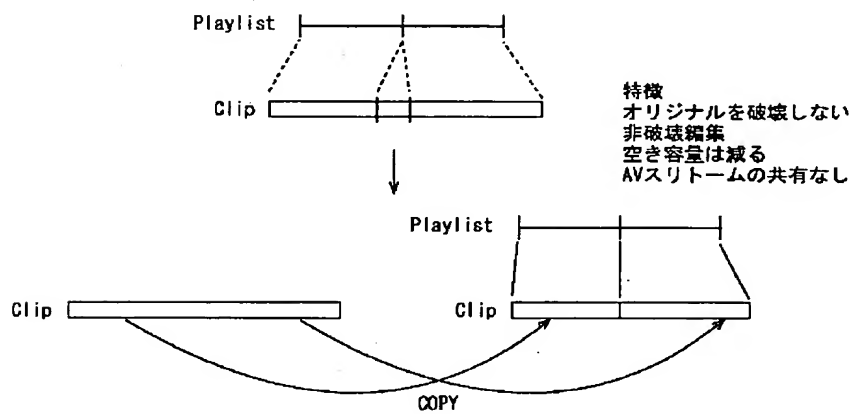 Playlist
Clip
特徴
オリジナルを破壊しない
非破壊編集
空き容量は減る
AVスリトームの共有なし
Playlist
Clip
Clip
COPY